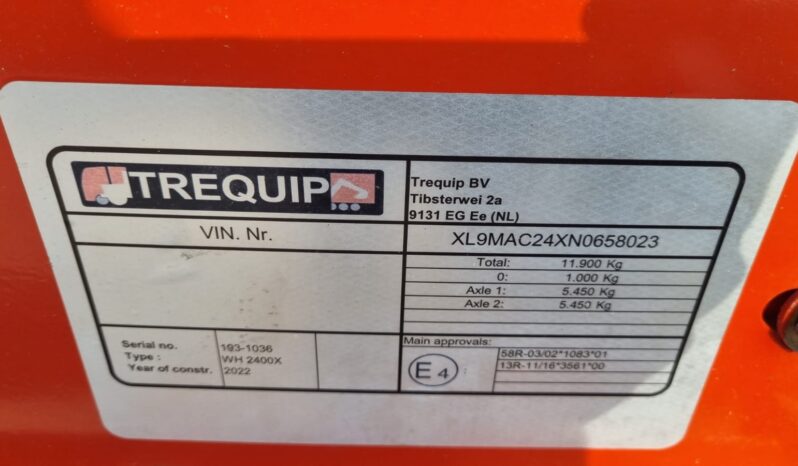 TREQUIP
Trequip BV
Tibsterwei 2a
9131 EG Ee (NL)
VIN. Nr.
XL9MAC24XN0658023
Total: 11.900 Kg
0: 1.000 Kg
Axle 1: 5.450 Kg
Axle 2: 5.450 Kg
Serial no. 193-1036
Type : WH 2400X
Year of constr. 2022
Main approvals:
E 4 :
58R-03/02*1083*01
13R-11/16*3561*00